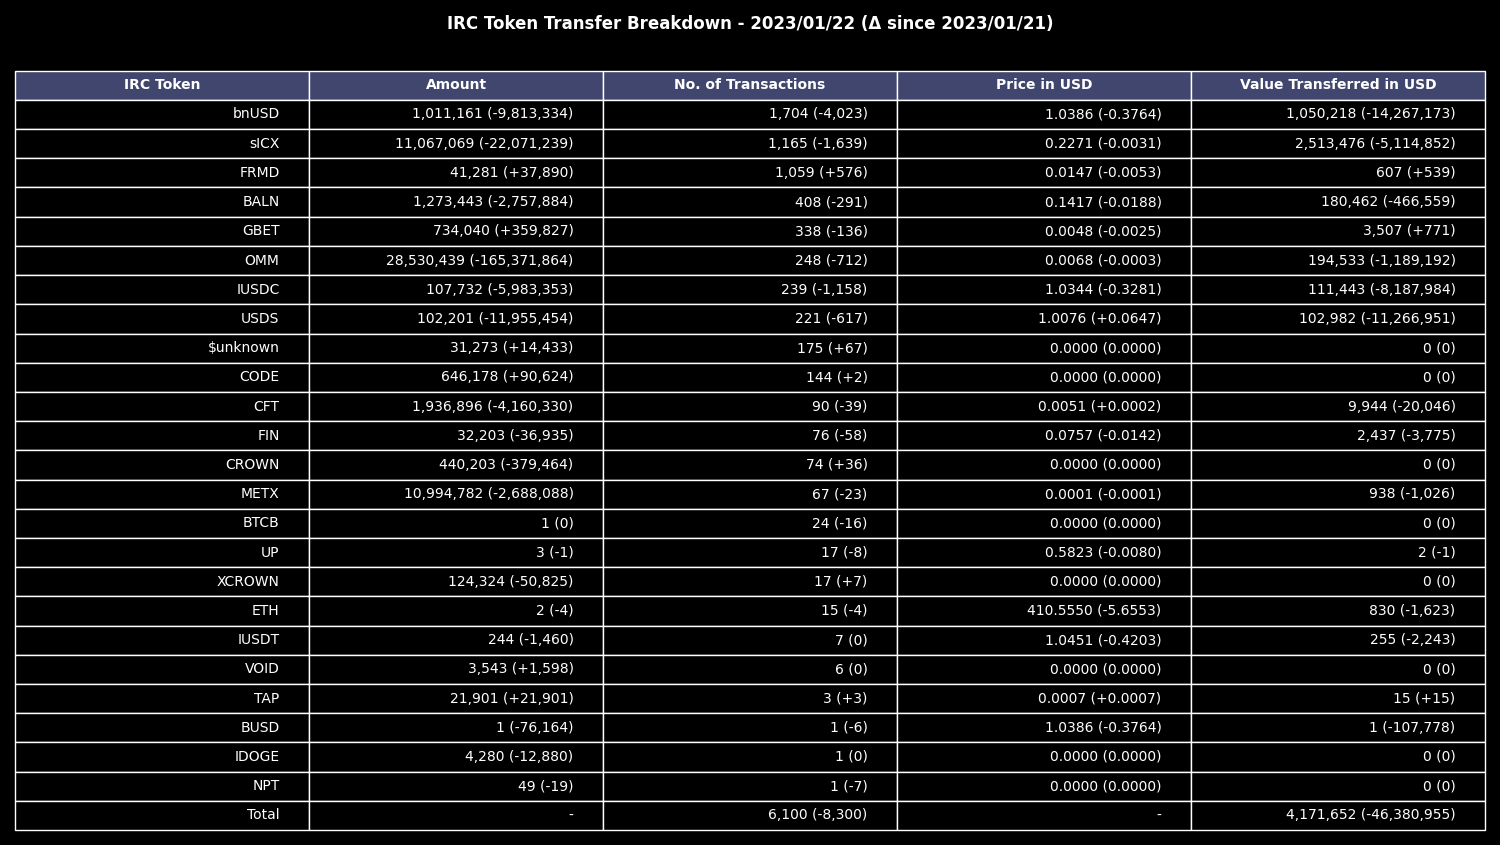 IRC Token Transfer Breakdown - 2023/01/22 (Δ since 2023/01/21)
IRC Token Amount No. of Transactions Price in USD Value Transferred in USD
bnUSD 1,011,161 (-9,813,334) 1,704 (-4,023) 1.0386 (-0.3764) 1,050,218 (-14,267,173)
sICX 11,067,069 (-22,071,239) 1,165 (-1,639) 0.2271 (-0.0031) 2,513,476 (-5,114,852)
FRMD 41,281 (+37,890) 1,059 (+576) 0.0147 (-0.0053) 607 (+539)
BALN 1,273,443 (-2,757,884) 408 (-291) 0.1417 (-0.0188) 180,462 (-466,559)
GBET 734,040 (+359,827) 338 (-136) 0.0048 (-0.0025) 3,507 (+771)
OMM 28,530,439 (-165,371,864) 248 (-712) 0.0068 (-0.0003) 194,533 (-1,189,192)
IUSDC 107,732 (-5,983,353) 239 (-1,158) 1.0344 (-0.3281) 111,443 (-8,187,984)
USDS 102,201 (-11,955,454) 221 (-617) 1.0076 (+0.0647) 102,982 (-11,266,951)
$unknown 31,273 (+14,433) 175 (+67) 0.0000 (0.0000) 0 (0)
CODE 646,178 (+90,624) 144 (+2) 0.0000 (0.0000) 0 (0)
CFT 1,936,896 (-4,160,330) 90 (-39) 0.0051 (+0.0002) 9,944 (-20,046)
FIN 32,203 (-36,935) 76 (-58) 0.0757 (-0.0142) 2,437 (-3,775)
CROWN 440,203 (-379,464) 74 (+36) 0.0000 (0.0000) 0 (0)
METX 10,994,782 (-2,688,088) 67 (-23) 0.0001 (-0.0001) 938 (-1,026)
BTCB 1 (0) 24 (-16) 0.0000 (0.0000) 0 (0)
UP 3 (-1) 17 (-8) 0.5823 (-0.0080) 2 (-1)
XCROWN 124,324 (-50,825) 17 (+7) 0.0000 (0.0000) 0 (0)
ETH 2 (-4) 15 (-4) 410.5550 (-5.6553) 830 (-1,623)
IUSDT 244 (-1,460) 7 (0) 1.0451 (-0.4203) 255 (-2,243)
VOID 3,543 (+1,598) 6 (0) 0.0000 (0.0000) 0 (0)
TAP 21,901 (+21,901) 3 (+3) 0.0007 (+0.0007) 15 (+15)
BUSD 1 (-76,164) 1 (-6) 1.0386 (-0.3764) 1 (-107,778)
IDOGE 4,280 (-12,880) 1 (0) 0.0000 (0.0000) 0 (0)
NPT 49 (-19) 1 (-7) 0.0000 (0.0000) 0 (0)
Total - 6,100 (-8,300) - 4,171,652 (-46,380,955)